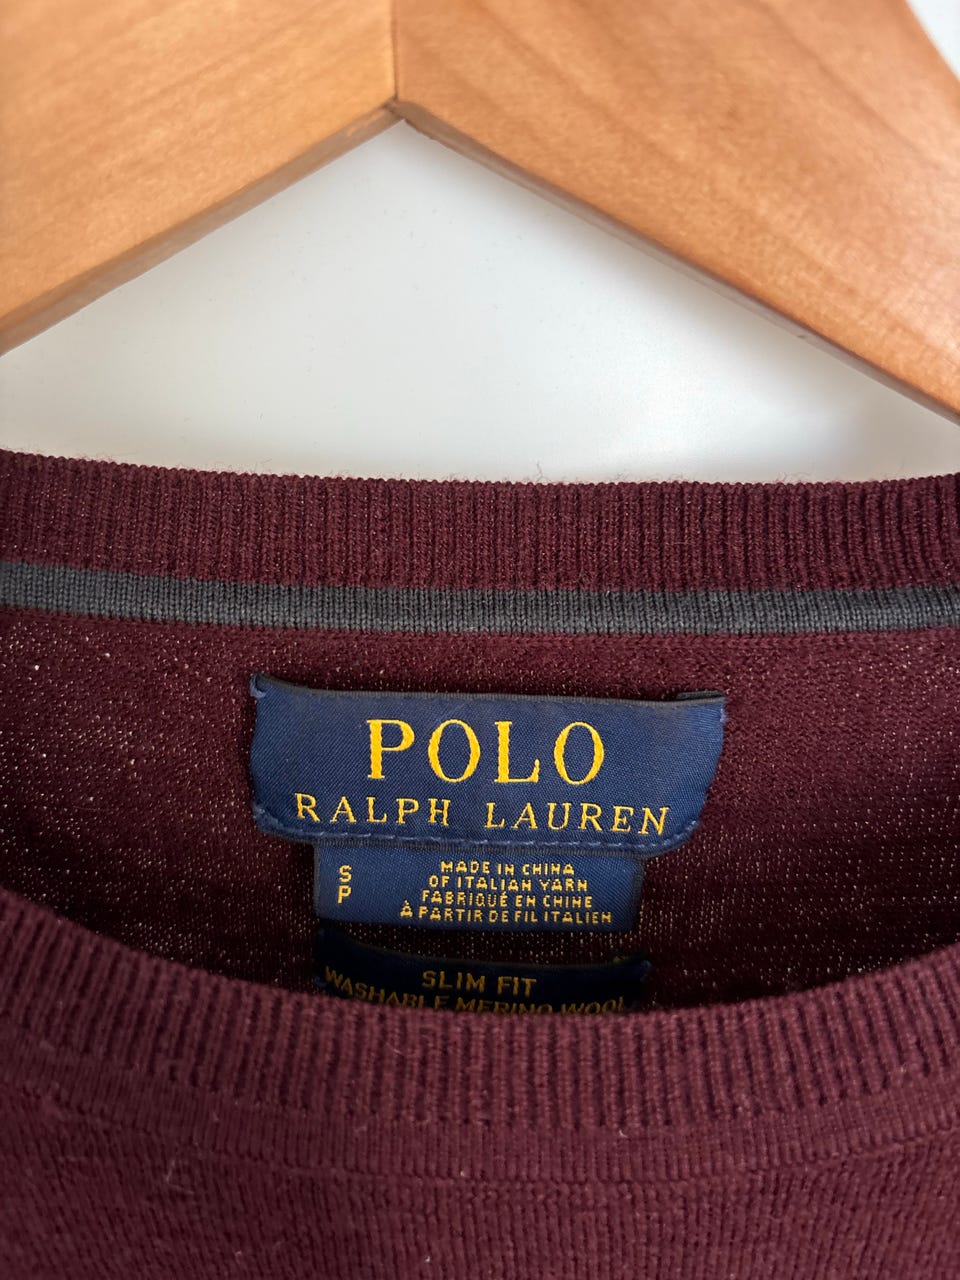 POLO
RALPH LAUREN
S
P
MADE IN CHINA
OF ITALIAN YARN
FABRIQUÉ EN CHINE
À PARTIR DE FIL ITALIEN
SLIM FIT
WASHABLE MERINO WOOL